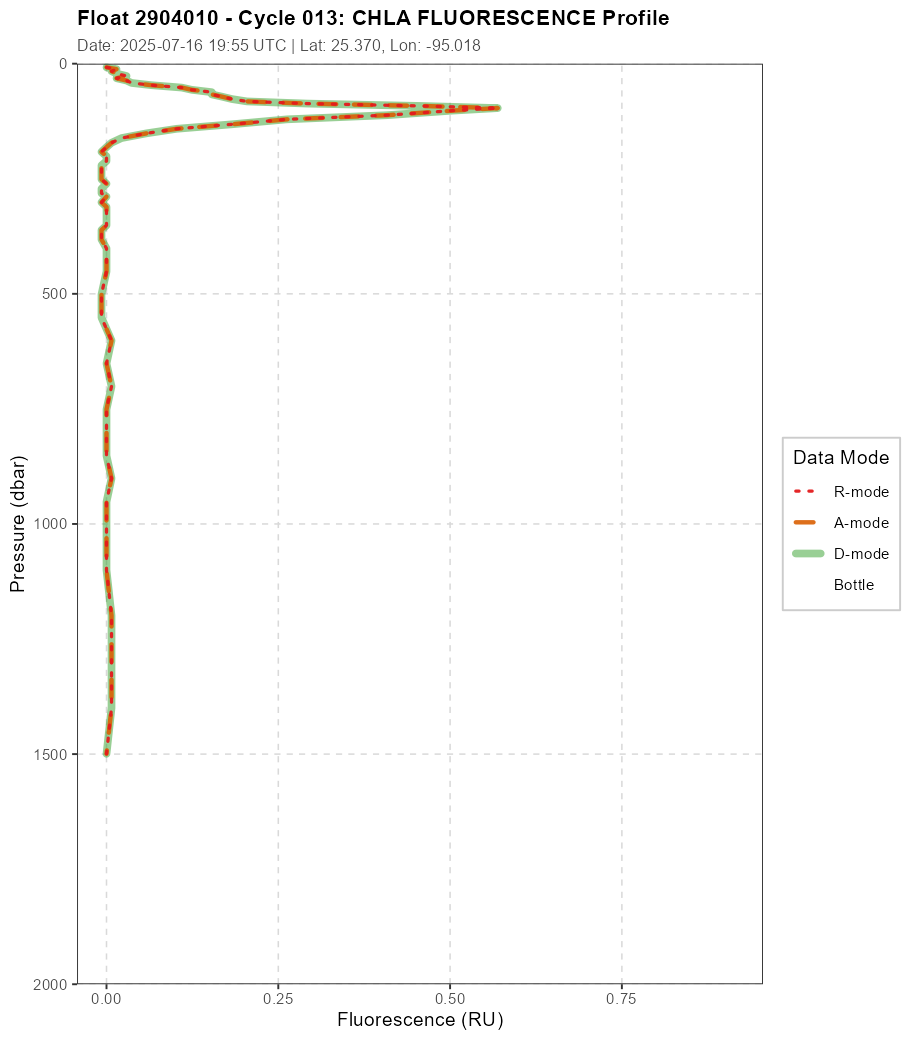 Float 2904010 - Cycle 013: CHLA FLUORESCENCE Profile
Date: 2025-07-16 19:55 UTC | Lat: 25.370, Lon: -95.018
0
500
1000
1500
2000
Pressure (dbar)
0.00 0.25 0.50 0.75
Fluorescence (RU)
Data Mode
R-mode
A-mode
D-mode
Bottle